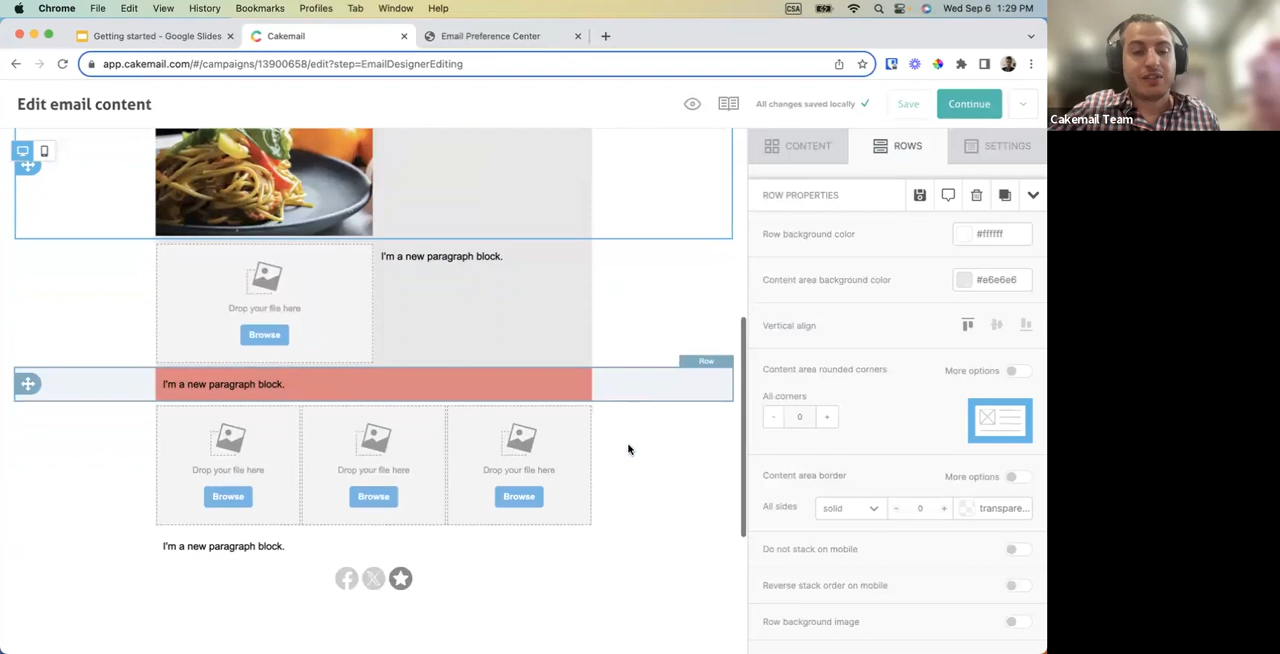 Chrome File Edit View History Bookmarks Profiles Tab Window Help CSA Wed Sep 6 1:29 PM
Getting started - Google Slides Cakemail Email Preference Center
app.cakemail.com/#/campaigns/13900658/edit?step=EmailDesignerEditing
Edit email content All changes saved locally Save Continue
Cakemail Team
CONTENT ROWS SETTINGS
ROW PROPERTIES
Row background color #ffffff
I'm a new paragraph block.
Content area background color #e6e6e6
Drop your file here
Browse
Vertical align
Row
Content area rounded corners More options
I'm a new paragraph block.
All corners
- 0 +
Drop your file here Drop your file here Drop your file here
Browse Browse Browse
Content area border More options
All sides solid - 0 + transpare...
I'm a new paragraph block.
Do not stack on mobile
Reverse stack order on mobile
Row background image